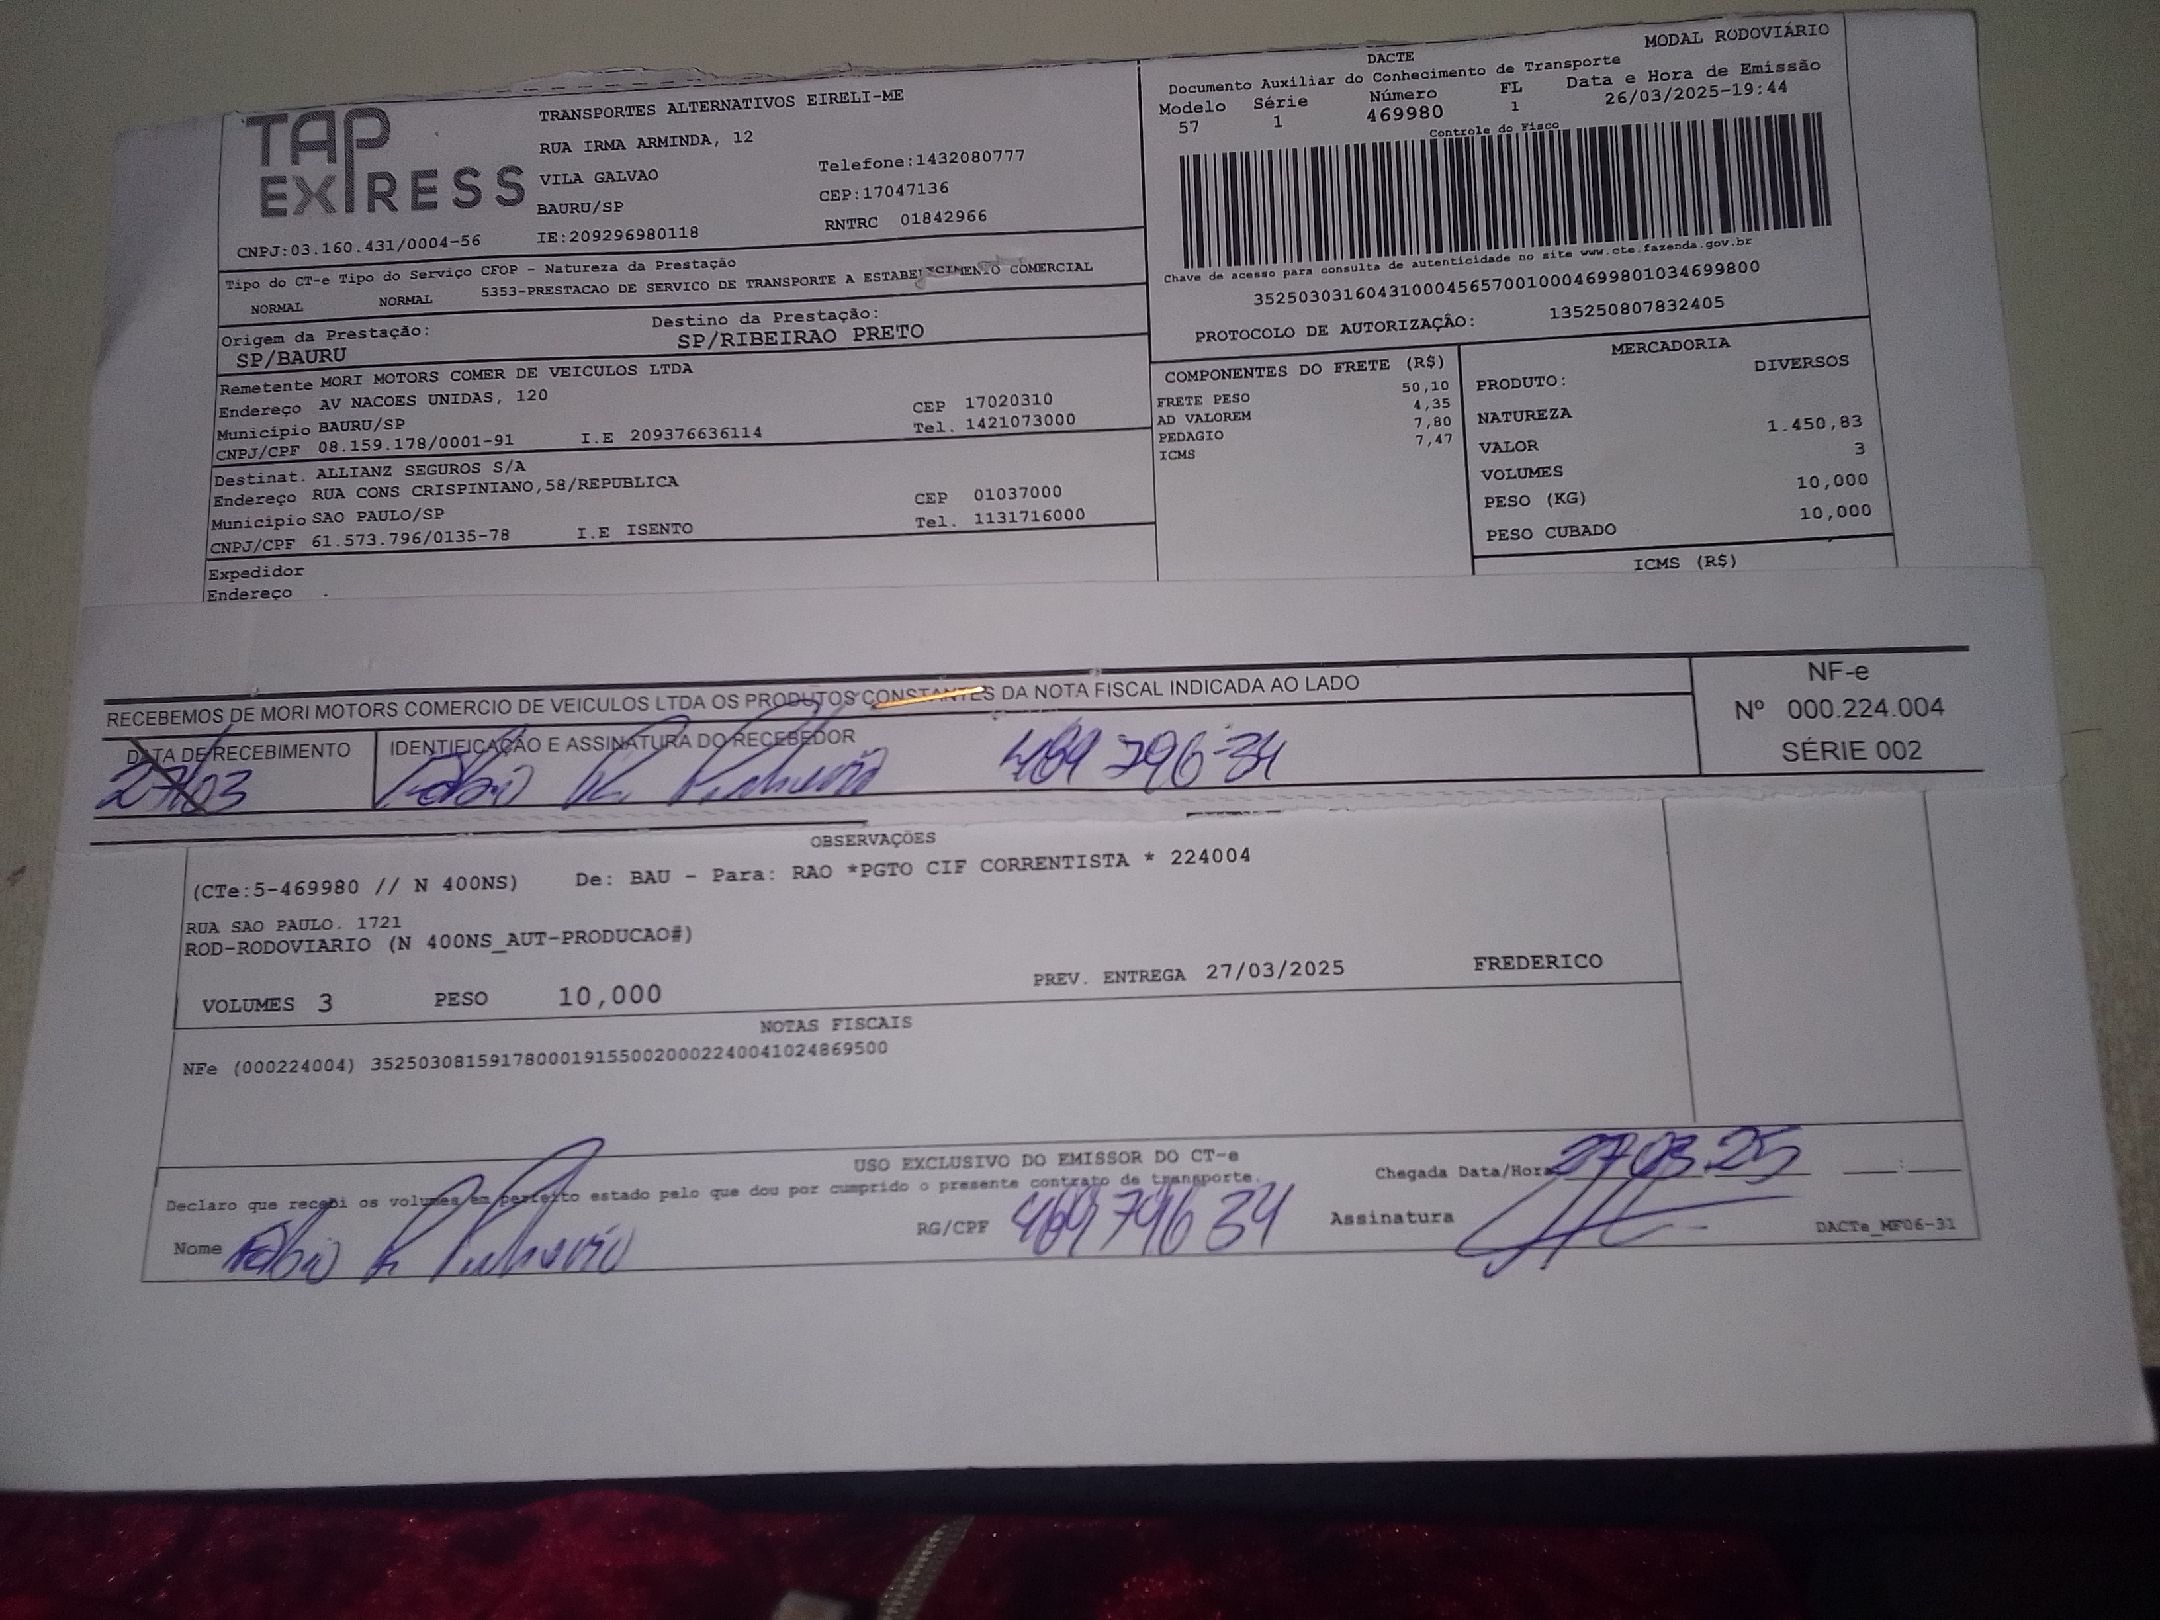 TAP
EXPRESS
TRANSPORTES ALTERNATIVOS EIRELI-ME
RUA IRMA ARMINDA, 12
VILA GALVAO
BAURU/SP
Telefone:1432080777
CEP:17047136
CNPJ:03.160.431/0004-56
IE:209296980118
RNTRC 01842966
DACTE
MODAL RODOVIÁRIO
Documento Auxiliar do Conhecimento de Transporte
Modelo Série Número FL Data e Hora de Emissão
57 1 469980 1 26/03/2025-19:44
Controle do Fisco
Chave de acesso para consulta de autenticidade no site www.cte.fazenda.gov.br
35250303160431000456570010004699801034699800
PROTOCOLO DE AUTORIZAÇÂO: 135250807832405
Tipo do CT-e Tipo do Serviço CFOP - Natureza da Prestação
NORMAL NORMAL 5353-PRESTACAO DE SERVICO DE TRANSPORTE A ESTABELECIMENTO COMERCIAL
Origem da Prestação: Destino da Prestação:
SP/BAURU SP/RIBEIRAO PRETO
Remetente MORI MOTORS COMER DE VEICULOS LTDA
Endereço AV NACOES UNIDAS, 120 CEP 17020310
Município BAURU/SP Tel. 1421073000
CNPJ/CPF 08.159.178/0001-91 I.E 209376636114
Destinat. ALLIANZ SEGUROS S/A
Endereço RUA CONS CRISPINIANO,58/REPUBLICA CEP 01037000
Município SAO PAULO/SP Tel. 1131716000
CNPJ/CPF 61.573.796/0135-78 I.E ISENTO
Expedidor
Endereço .
COMPONENTES DO FRETE (R$)
FRETE PESO 50,10
AD VALOREM 4,35
PEDAGIO 7,80
ICMS 7,47
MERCADORIA
PRODUTO: DIVERSOS
NATUREZA
VALOR 1.450,83
VOLUMES 3
PESO (KG) 10,000
PESO CUBADO 10,000
ICMS (R$)
RECEBEMOS DE MORI MOTORS COMERCIO DE VEICULOS LTDA OS PRODUTOS CONSTANTES DA NOTA FISCAL INDICADA AO LADO
DATA DE RECEBIMENTO IDENTIFICAÇÃO E ASSINATURA DO RECEBEDOR
27/03 Fábio R. 469 796-34
NF-e
Nº 000.224.004
SÉRIE 002
OBSERVAÇÕES
(CTe:5-469980 // N 400NS) De: BAU - Para: RAO *PGTO CIF CORRENTISTA * 224004
RUA SAO PAULO. 1721
ROD-RODOVIARIO (N 400NS_AUT-PRODUCAO#)
VOLUMES 3 PESO 10,000 PREV. ENTREGA 27/03/2025 FREDERICO
NOTAS FISCAIS
NFe (000224004) 35250308159178000191550020002240041024869500
USO EXCLUSIVO DO EMISSOR DO CT-e
Declaro que recebi os volumes em perfeito estado pelo que dou por cumprido o presente contrato de transporte.
Chegada Data/Hora 27 03 25 :
Nome Fábio R. RG/CPF 469 796 34 Assinatura
DACTe_MF06-31